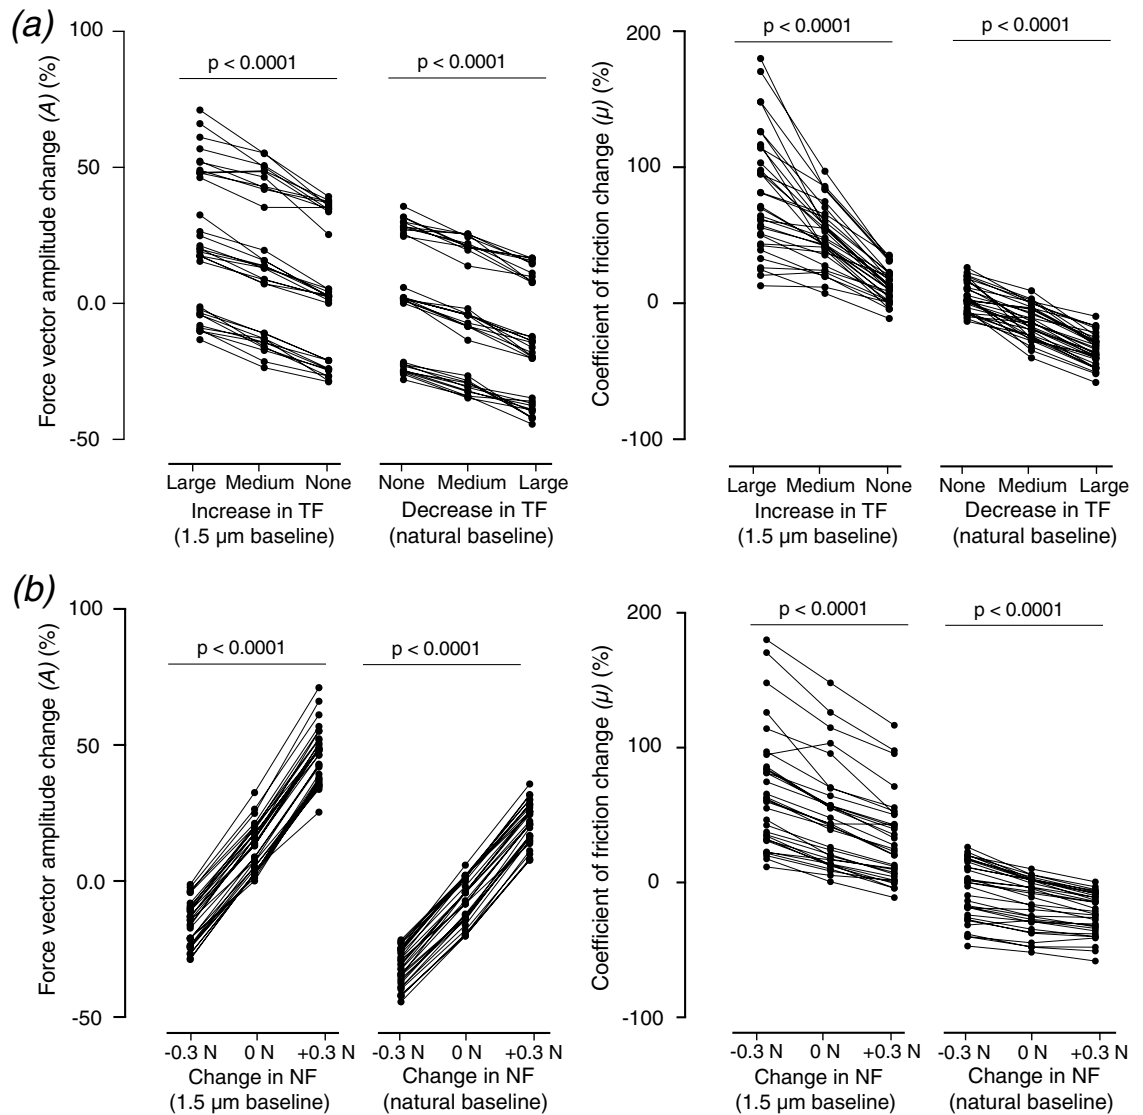 (a)
Force vector amplitude change (A) (%)
100
50
0.0
-50
p < 0.0001
p < 0.0001
Large Medium None
Increase in TF
(1.5 µm baseline)
None Medium Large
Decrease in TF
(natural baseline)
Coefficient of friction change (µ) (%)
200
100
0
-100
p < 0.0001
p < 0.0001
Large Medium None
Increase in TF
(1.5 µm baseline)
None Medium Large
Decrease in TF
(natural baseline)
(b)
Force vector amplitude change (A) (%)
100
50
0.0
-50
p < 0.0001
p < 0.0001
-0.3 N 0 N +0.3 N
Change in NF
(1.5 µm baseline)
-0.3 N 0 N +0.3 N
Change in NF
(natural baseline)
Coefficient of friction change (µ) (%)
200
100
0
-100
p < 0.0001
p < 0.0001
-0.3 N 0 N +0.3 N
Change in NF
(1.5 µm baseline)
-0.3 N 0 N +0.3 N
Change in NF
(natural baseline)